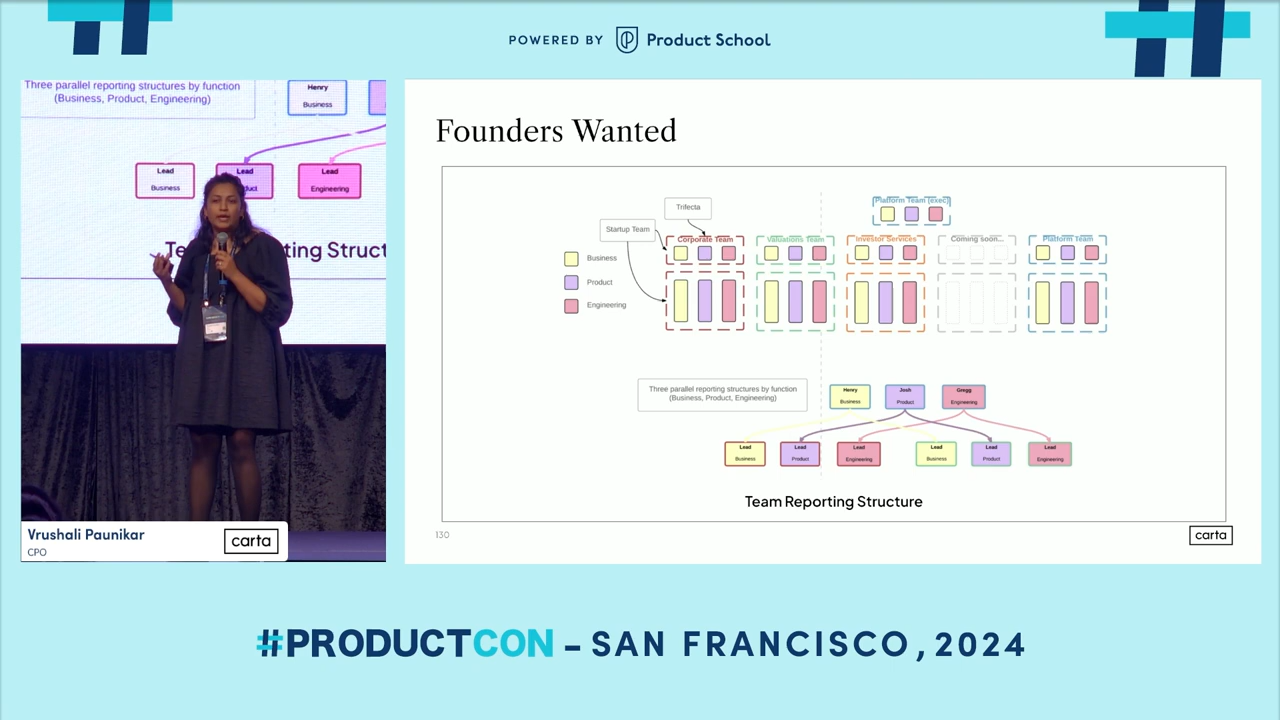 POWERED BY Product School
Three parallel reporting structures by function
(Business, Product, Engineering)
Henry
Business
Lead
Business
Lead
Lead
Engineering
Vrushali Paunikar
CPO
carta
Founders Wanted
Trifecta
Startup Team
Business
Product
Engineering
Platform Team (exec)
Corporate Team
Valuations Team
Investor Services
Coming soon...
Platform Team
Three parallel reporting structures by function
(Business, Product, Engineering)
Henry
Business
Josh
Product
Gregg
Engineering
Lead
Business
Lead
Product
Lead
Engineering
Lead
Business
Lead
Product
Lead
Engineering
Team Reporting Structure
130
carta
#PRODUCTCON – SAN FRANCISCO, 2024